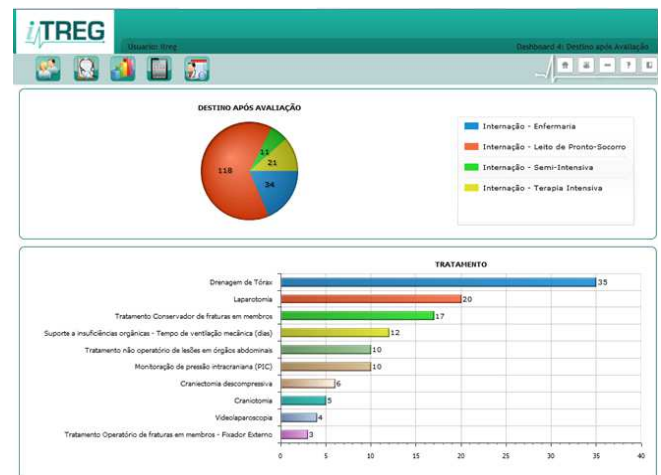 iTREG
Usuario: itreg
Dashboard 4: Destino após Avaliação
DESTINO APÓS AVALIAÇÃO
118
11
21
34
Internação - Enfermaria
Internação - Leito de Pronto-Socorro
Internação - Semi-Intensiva
Internação - Terapia Intensiva
TRATAMENTO
Drenagem de Tórax 35
Laparotomia 20
Tratamento Conservador de fraturas em membros 17
Suporte a insuficiências orgânicas - Tempo de ventilação mecânica (dias) 12
Tratamento não operatório de lesões em órgãos abdominais 10
Monitoração de pressão intracraniana (PIC) 10
Craniectomia descompressiva 6
Craniotomia 5
Videolaparoscopia 4
Tratamento Operatório de fraturas em membros - Fixador Externo 3
0 5 10 15 20 25 30 35 40